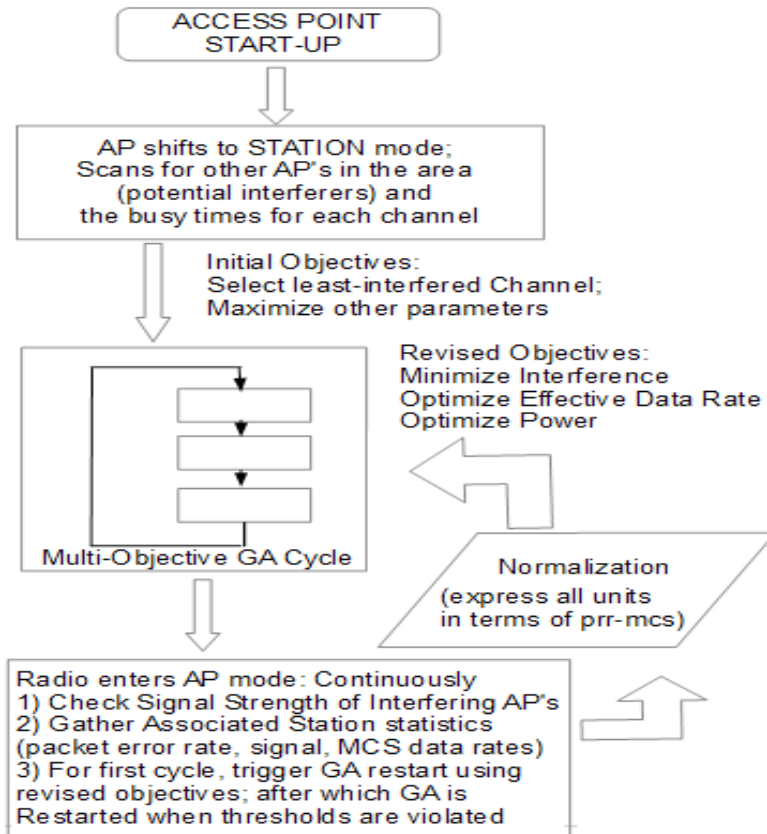 ACCESS POINT
START-UP
AP shifts to STATION mode;
Scans for other AP's in the area
(potential interferers) and
the busy times for each channel
Initial Objectives:
Select least-interfered Channel;
Maximize other parameters
Revised Objectives:
Minimize Interference
Optimize Effective Data Rate
Optimize Power
Multi-Objective GA Cycle
Normalization
(express all units
in terms of prr-mcs)
Radio enters AP mode: Continuously
1) Check Signal Strength of Interfering AP's
2) Gather Associated Station statistics
(packet error rate, signal, MCS data rates)
3) For first cycle, trigger GA restart using
revised objectives; after which GA is
Restarted when thresholds are violated